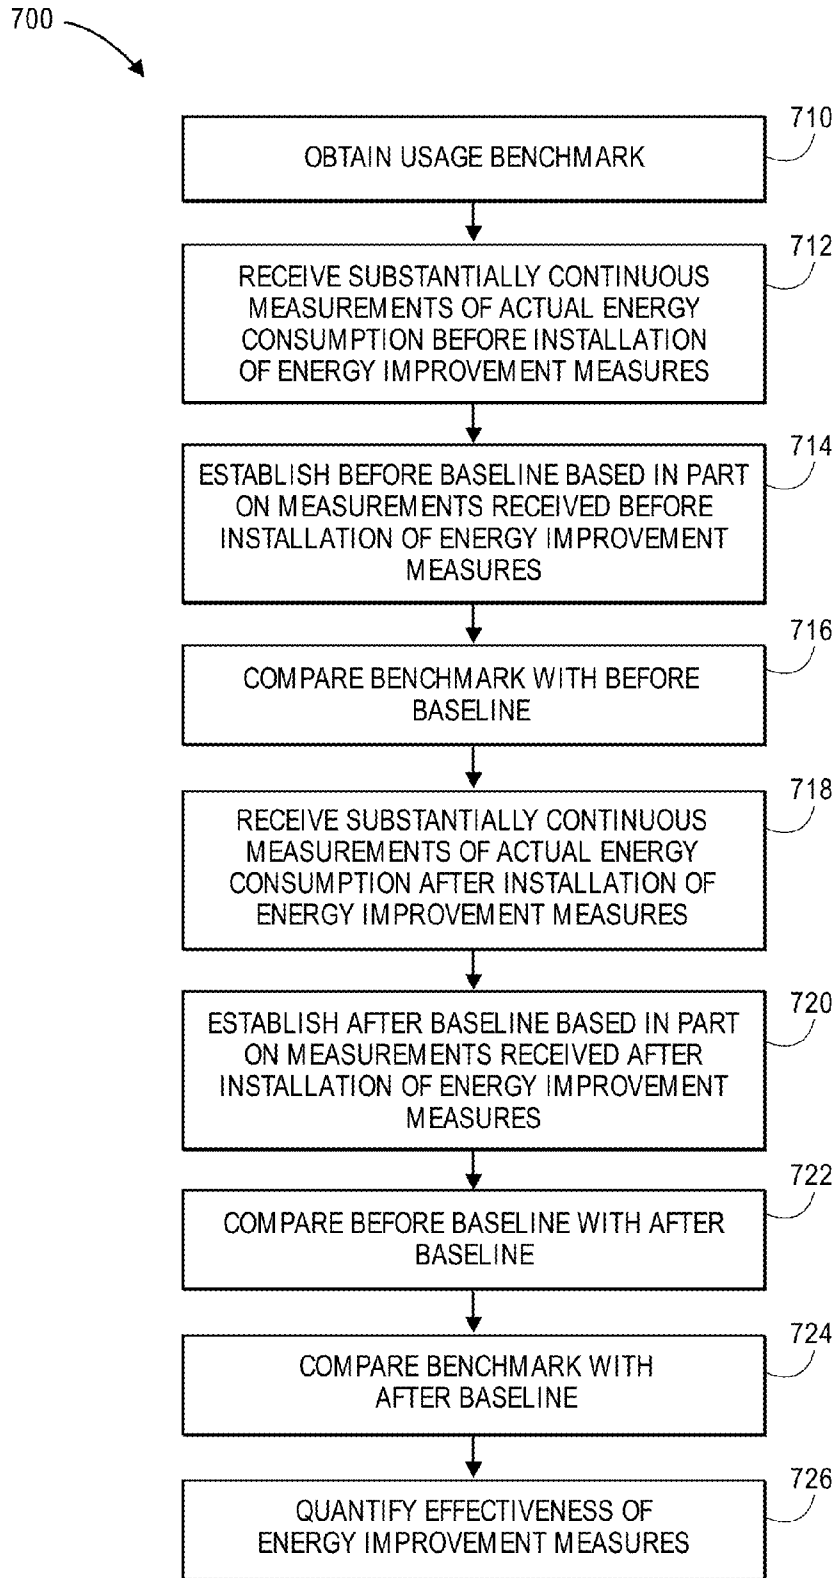 700
710
OBTAIN USAGE BENCHMARK
712
RECEIVE SUBSTANTIALLY CONTINUOUS
MEASUREMENTS OF ACTUAL ENERGY
CONSUMPTION BEFORE INSTALLATION
OF ENERGY IMPROVEMENT MEASURES
714
ESTABLISH BEFORE BASELINE BASED IN PART
ON MEASUREMENTS RECEIVED BEFORE
INSTALLATION OF ENERGY IMPROVEMENT
MEASURES
716
COMPARE BENCHMARK WITH BEFORE
BASELINE
718
RECEIVE SUBSTANTIALLY CONTINUOUS
MEASUREMENTS OF ACTUAL ENERGY
CONSUMPTION AFTER INSTALLATION OF
ENERGY IMPROVEMENT MEASURES
720
ESTABLISH AFTER BASELINE BASED IN PART
ON MEASUREMENTS RECEIVED AFTER
INSTALLATION OF ENERGY IMPROVEMENT
MEASURES
722
COMPARE BEFORE BASELINE WITH AFTER
BASELINE
724
COMPARE BENCHMARK WITH
AFTER BASELINE
726
QUANTIFY EFFECTIVENESS OF
ENERGY IMPROVEMENT MEASURES